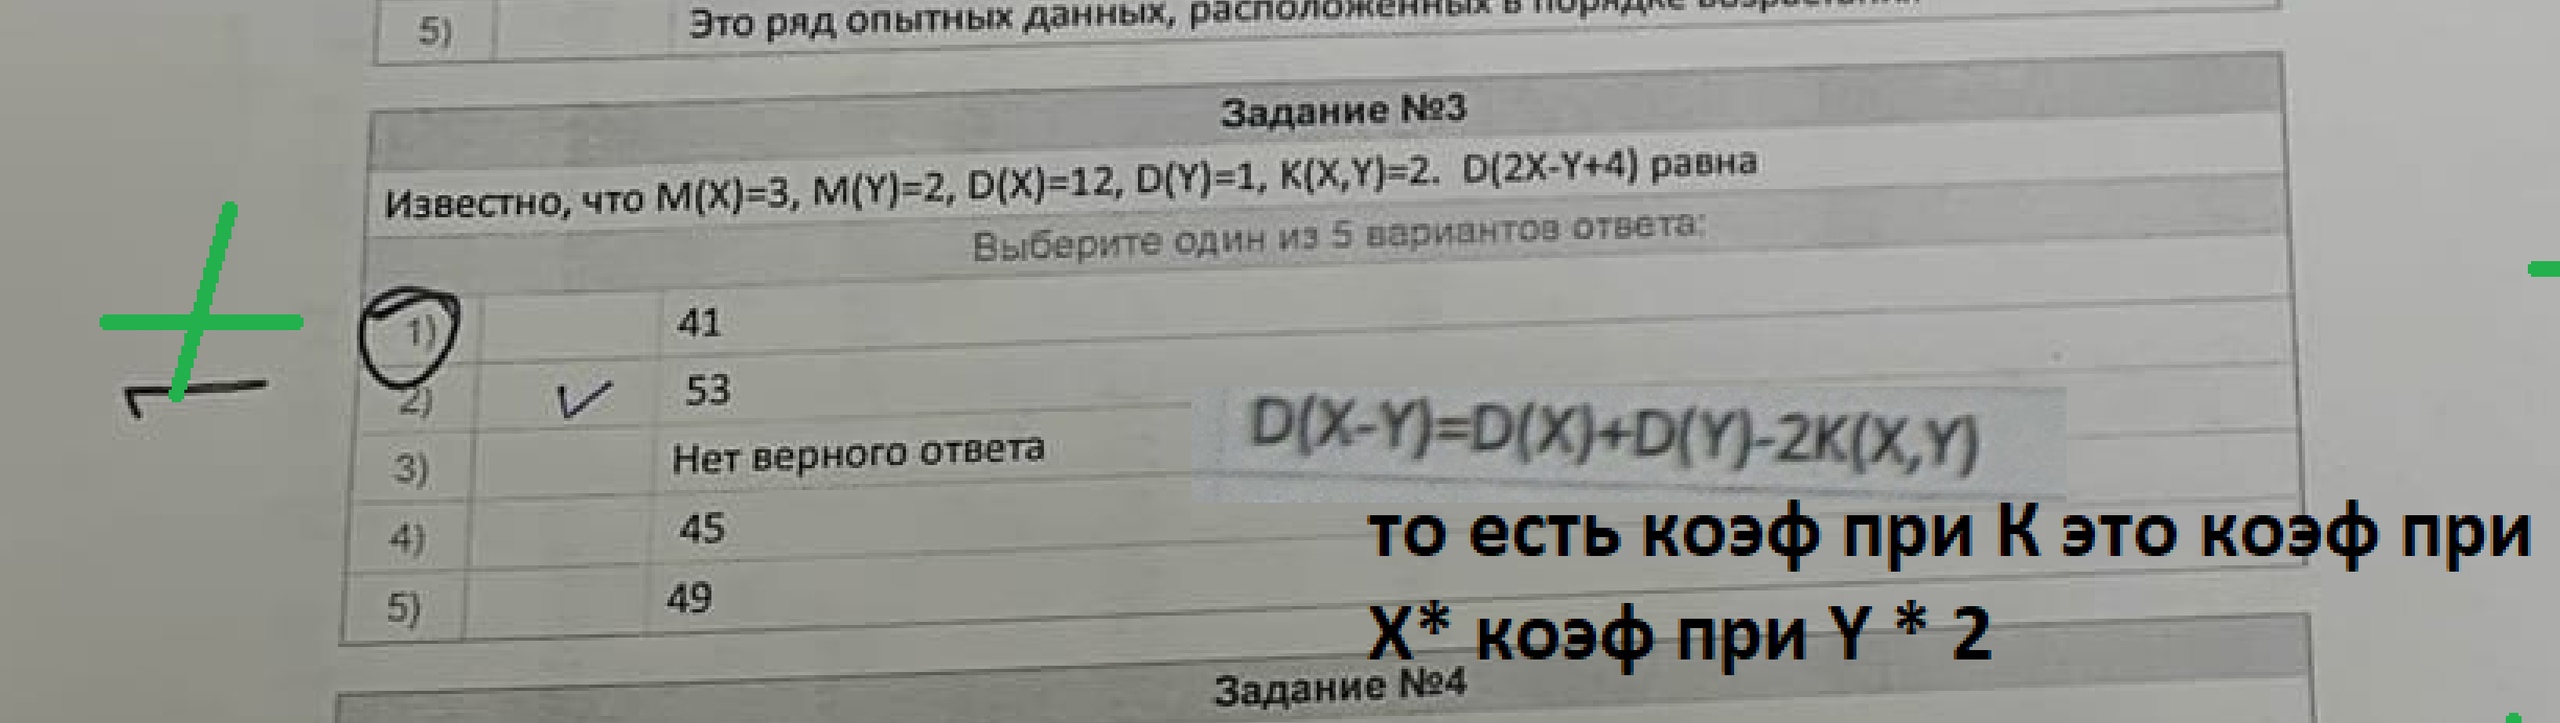 5) Это ряд опытных данных, расположенных в порядке возрастания
Задание №3
Известно, что M(X)=3, M(Y)=2, D(X)=12, D(Y)=1, K(X,Y)=2. D(2X-Y+4) равна
Выберите один из 5 вариантов ответа:
1) 41
2) 53
3) Нет верного ответа
4) 45
5) 49
D(X-Y)=D(X)+D(Y)-2K(X,Y)
то есть коэф при К это коэф при
X* коэф при Y * 2
Задание №4